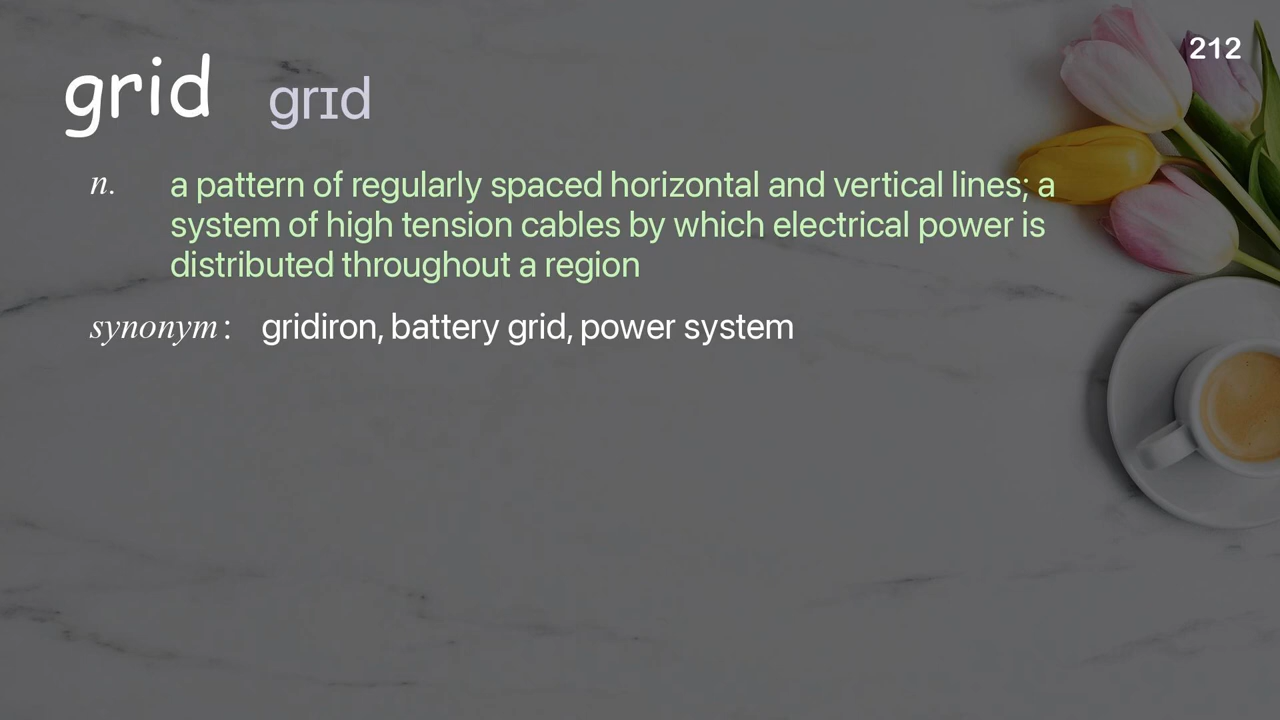 212
grid grɪd
n. a pattern of regularly spaced horizontal and vertical lines; a
system of high tension cables by which electrical power is
distributed throughout a region
synonym : gridiron, battery grid, power system